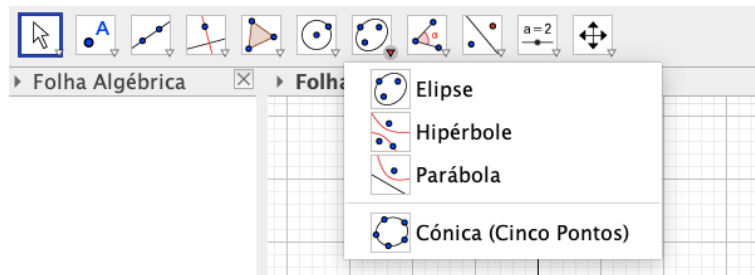 A
α
a=2
Folha Algébrica
Folha
Elipse
Hipérbole
Parábola
Cónica (Cinco Pontos)